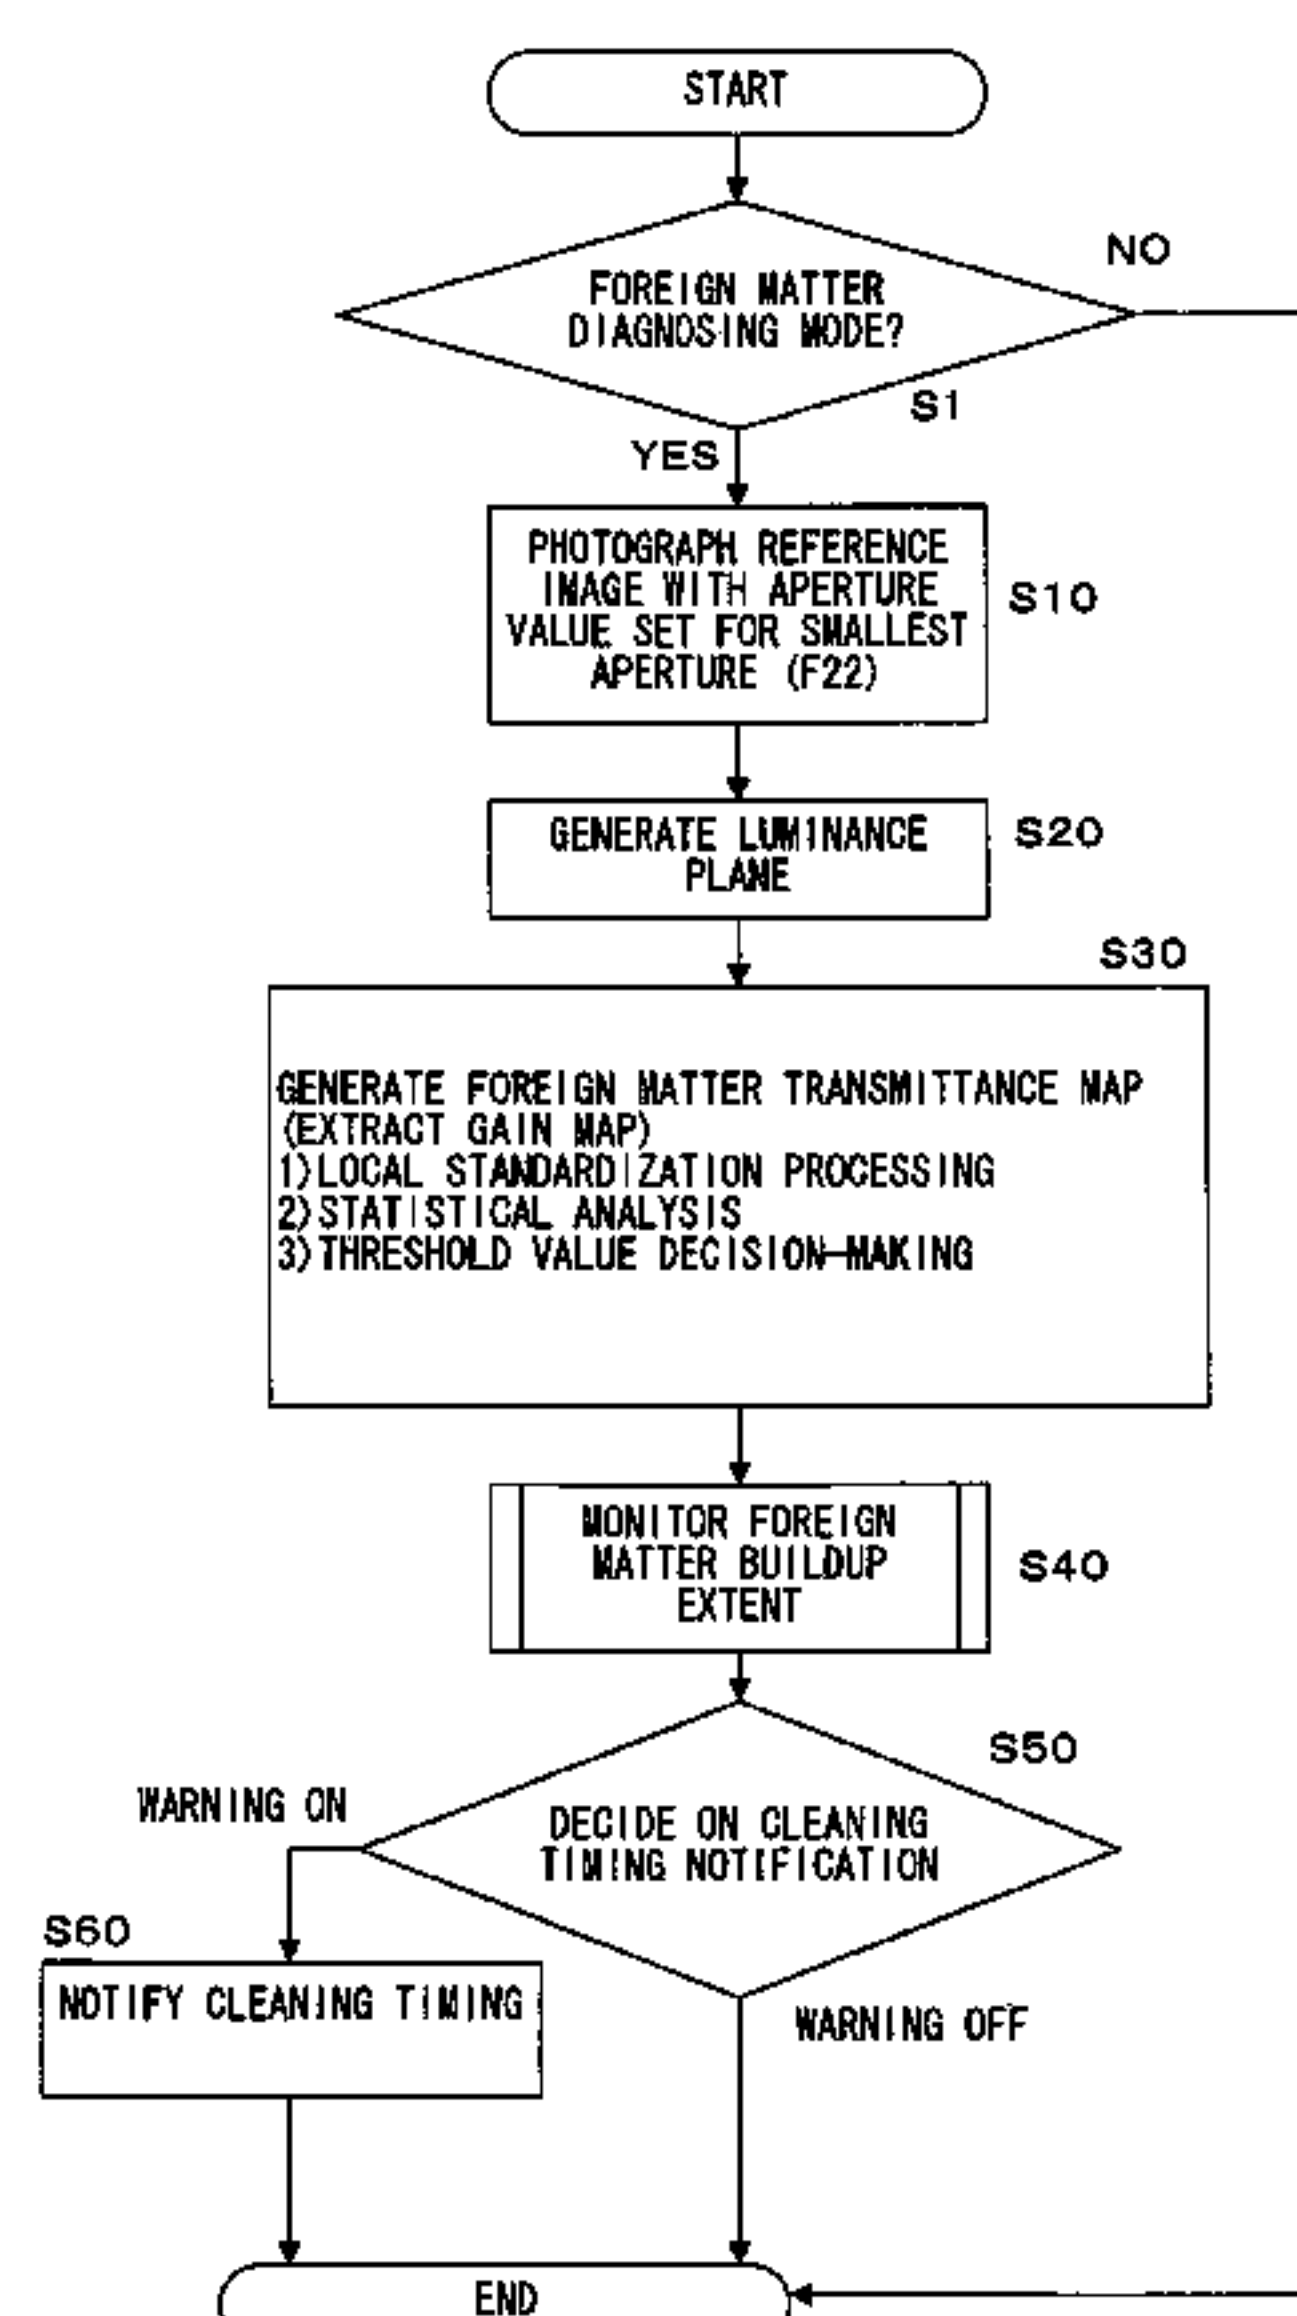 START
FOREIGN MATTER
DIAGNOSING MODE?
NO
S1
YES
PHOTOGRAPH REFERENCE
IMAGE WITH APERTURE
VALUE SET FOR SMALLEST
APERTURE (F22)
S10
GENERATE LUMINANCE
PLANE
S20
S30
GENERATE FOREIGN MATTER TRANSMITTANCE MAP
(EXTRACT GAIN MAP)
1)LOCAL STANDARDIZATION PROCESSING
2)STATISTICAL ANALYSIS
3)THRESHOLD VALUE DECISION-MAKING
MONITOR FOREIGN
MATTER BUILDUP
EXTENT
S40
S50
WARNING ON
DECIDE ON CLEANING
TIMING NOTIFICATION
S60
NOTIFY CLEANING TIMING
WARNING OFF
END